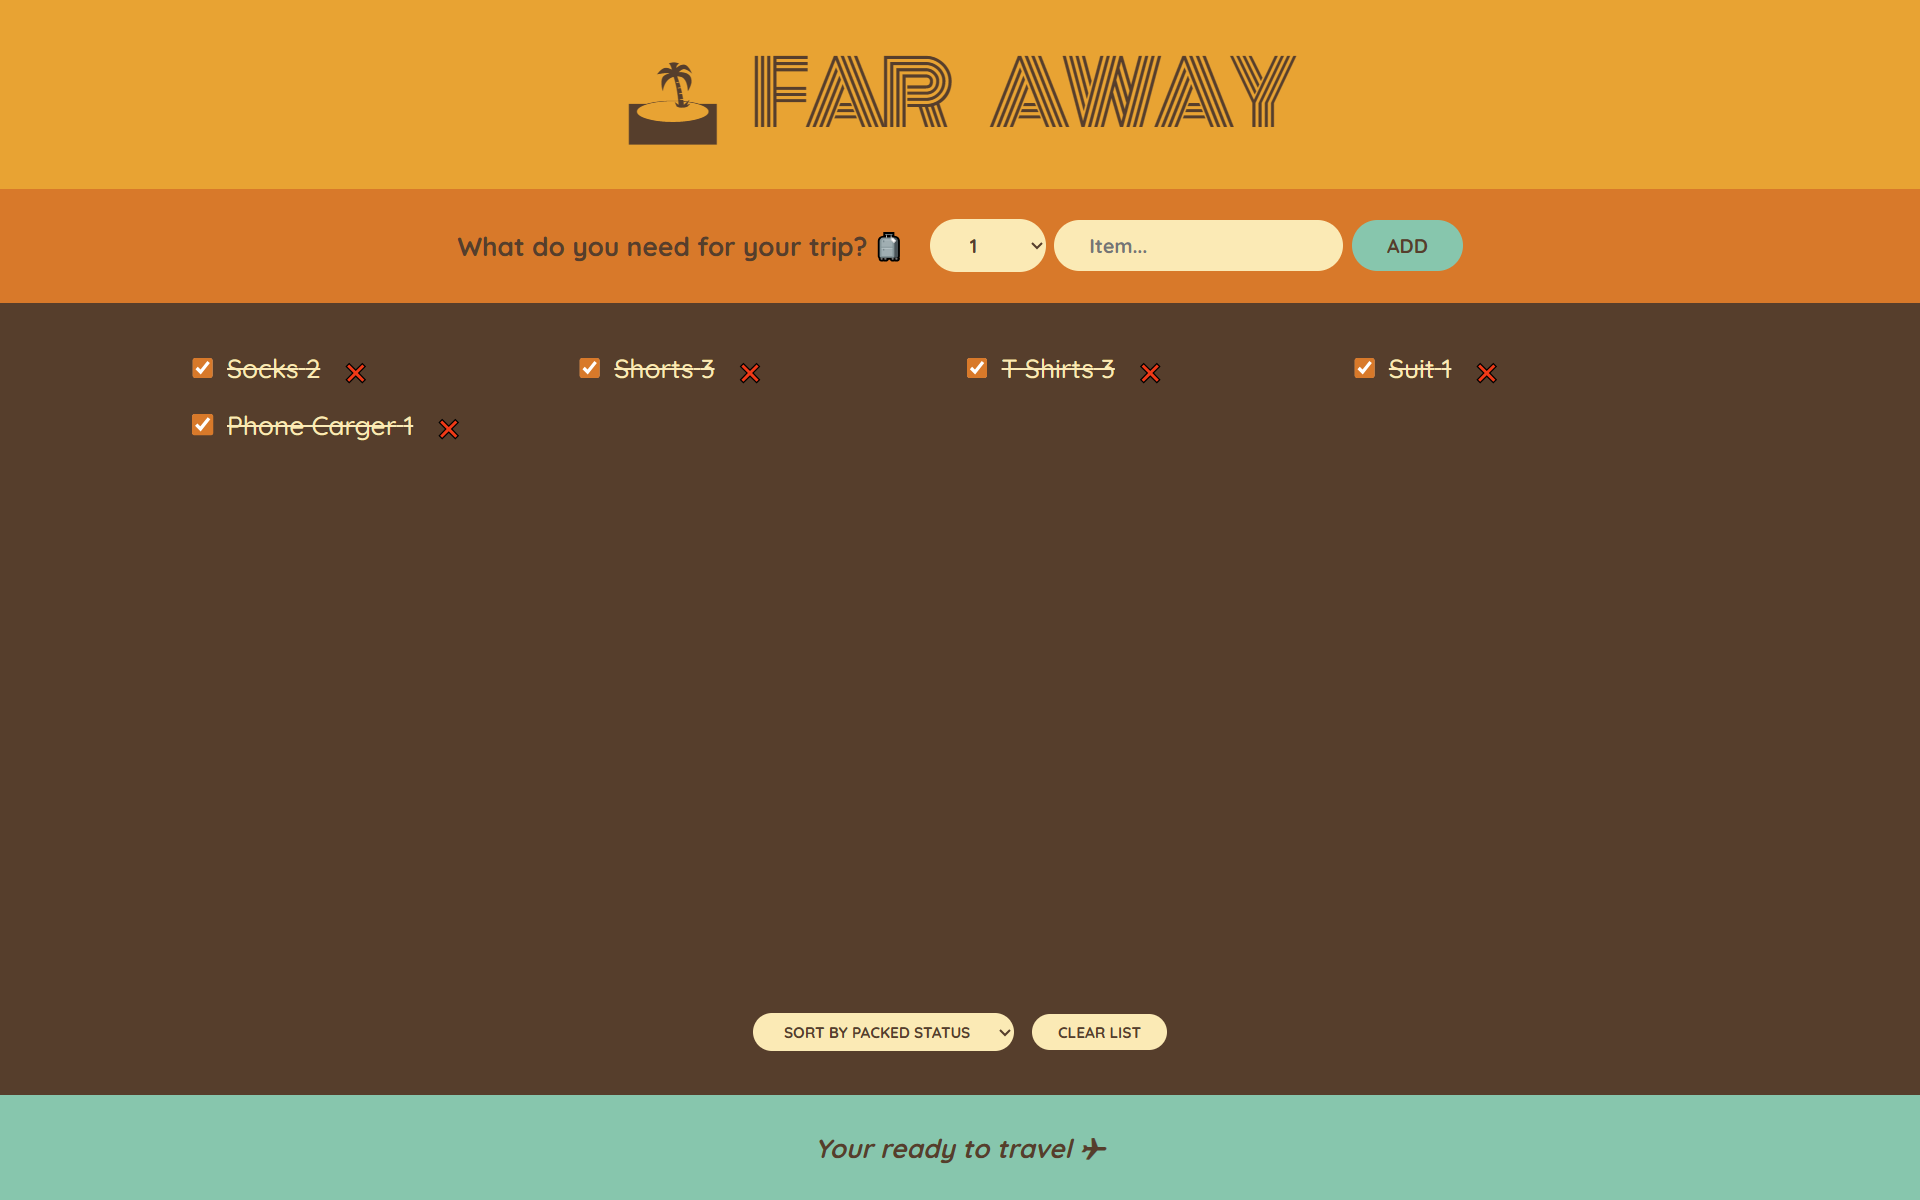 🏝️ FAR AWAY
What do you need for your trip? 🧳 1 Item... ADD
Socks 2 ❌ Shorts 3 ❌ T Shirts 3 ❌ Suit 1 ❌
Phone Carger 1 ❌
SORT BY PACKED STATUS CLEAR LIST
Your ready to travel ✈